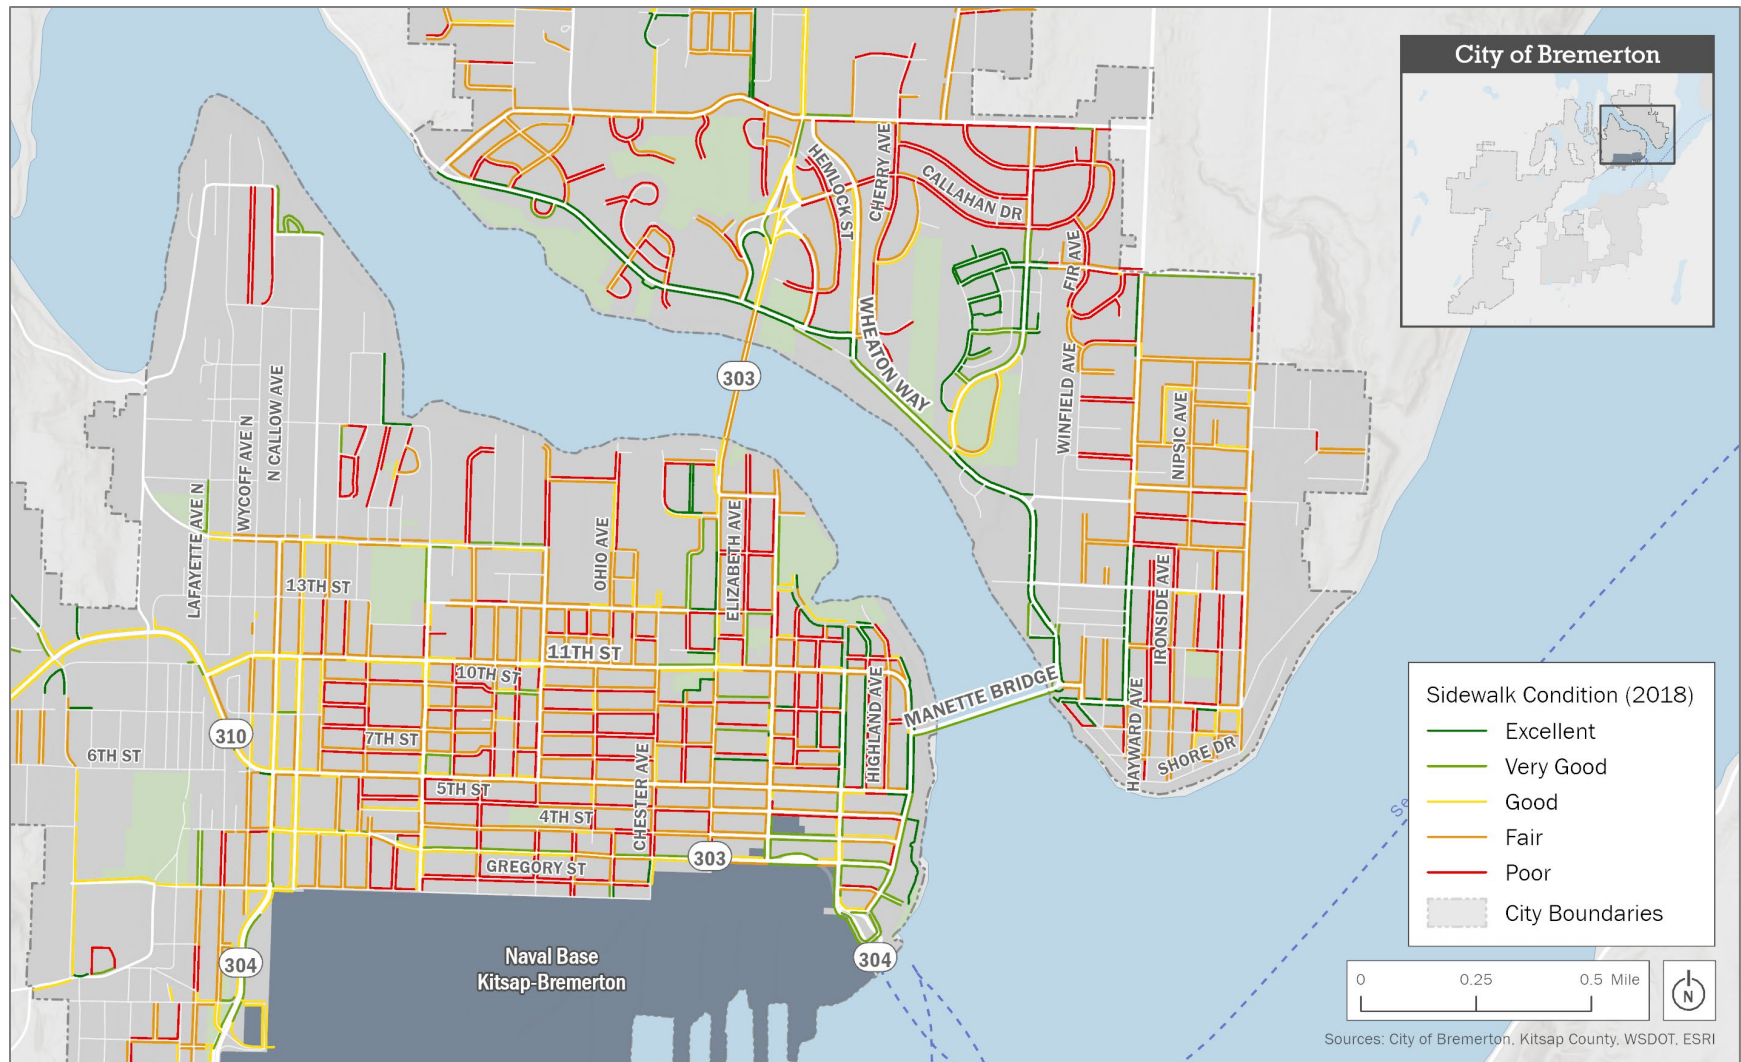 City of Bremerton
HEMLOCK ST
CHERRY AVE
CALLAHAN DR
FIR AVE
WHEATON WAY
303
WINFIELD AVE
NIPSIC AVE
N CALLOW AVE
WYCOFF AVE N
LAFAYETTE AVE N
OHIO AVE
ELIZABETH AVE
13TH ST
IRONSIDE AVE
11TH ST
10TH ST
HIGHLAND AVE
MANETTE BRIDGE
HAYWARD AVE
SHORE DR
310
7TH ST
6TH ST
5TH ST
4TH ST
CHESTER AVE
303
GREGORY ST
304
304
Naval Base
Kitsap-Bremerton
Se
Sidewalk Condition (2018)
Excellent
Very Good
Good
Fair
Poor
City Boundaries
0 0.25 0.5 Mile
N
Sources: City of Bremerton, Kitsap County, WSDOT, ESRI